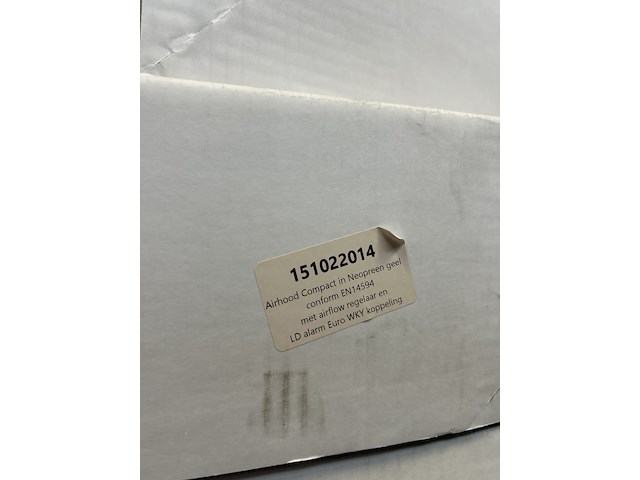 151022014
Airhood Compact in Neopreen geel
conform EN14594
met airflow regelaar en
LD alarm Euro WKY koppeling